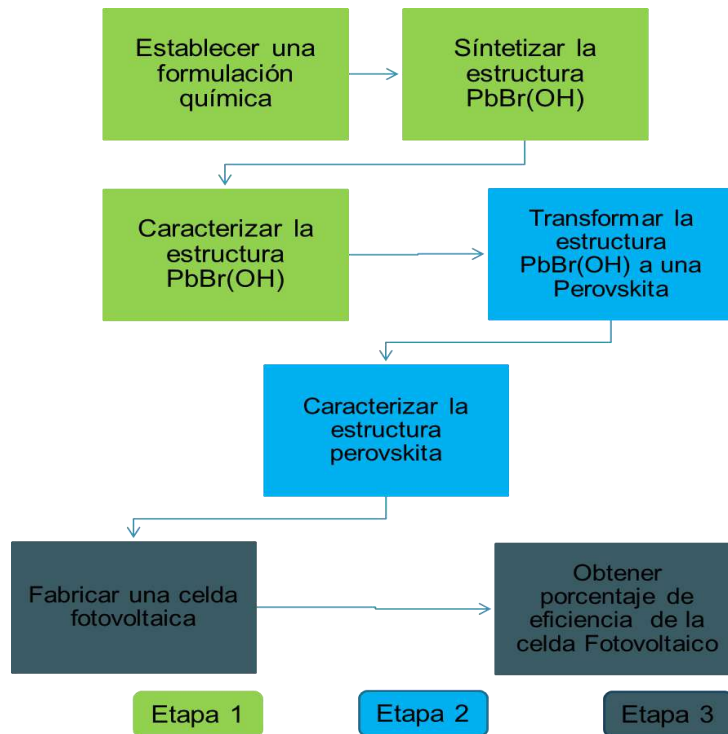 Establecer una
formulación
química
Síntetizar la
estructura
PbBr(OH)
Caracterizar la
estructura
PbBr(OH)
Transformar la
estructura
PbBr(OH) a una
Perovskita
Caracterizar la
estructura
perovskita
Fabricar una celda
fotovoltaica
Obtener
porcentaje de
eficiencia de la
celda Fotovoltaico
Etapa 1
Etapa 2
Etapa 3